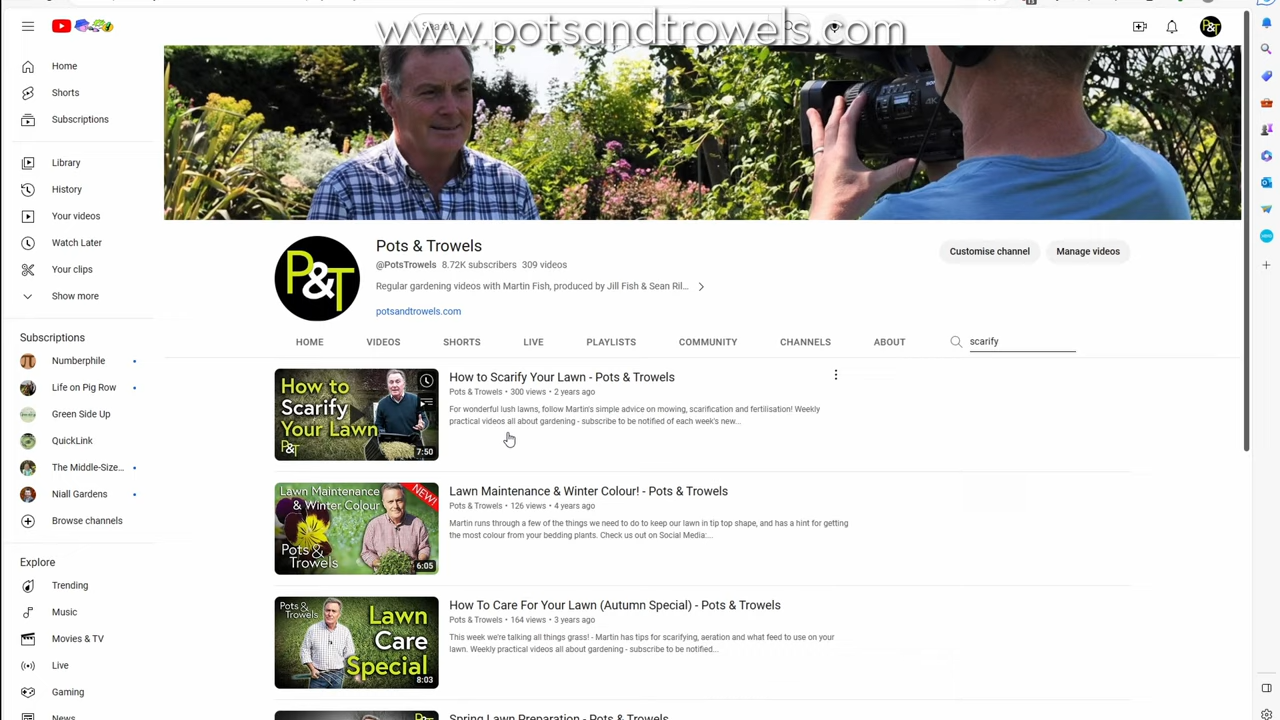 www.potsandtrowels.com
Home
Shorts
Subscriptions
Library
History
Your videos
Watch Later
Your clips
Show more
Subscriptions
Numberphile
Life on Pig Row
Green Side Up
QuickLink
The Middle-Size...
Niall Gardens
Browse channels
Explore
Trending
Music
Movies & TV
Live
Gaming
News
4K
P&T
P&T
Pots & Trowels
@PotsTrowels 8.72K subscribers 309 videos
Regular gardening videos with Martin Fish, produced by Jill Fish & Sean Ril...
potsandtrowels.com
Customise channel
Manage videos
HOME VIDEOS SHORTS LIVE PLAYLISTS COMMUNITY CHANNELS ABOUT scarify
How to
Scarify
Your Lawn
P&T
7:50
How to Scarify Your Lawn - Pots & Trowels
Pots & Trowels • 300 views • 2 years ago
For wonderful lush lawns, follow Martin's simple advice on mowing, scarification and fertilisation! Weekly
practical videos all about gardening - subscribe to be notified of each week's new...
Lawn Maintenance
& Winter Colour
NEW!
Pots &
Trowels
6:05
Lawn Maintenance & Winter Colour! - Pots & Trowels
Pots & Trowels • 126 views • 4 years ago
Martin runs through a few of the things we need to do to keep our lawn in tip top shape, and has a hint for getting
the most colour from your bedding plants. Check us out on Social Media:...
Pots &
Trowels
Lawn
Care
Special
8:03
How To Care For Your Lawn (Autumn Special) - Pots & Trowels
Pots & Trowels • 164 views • 3 years ago
This week we're talking all things grass! - Martin has tips for scarifying, aeration and what feed to use on your
lawn. Weekly practical videos all about gardening - subscribe to be notified...
Spring Lawn Preparation - Pots & Trowels